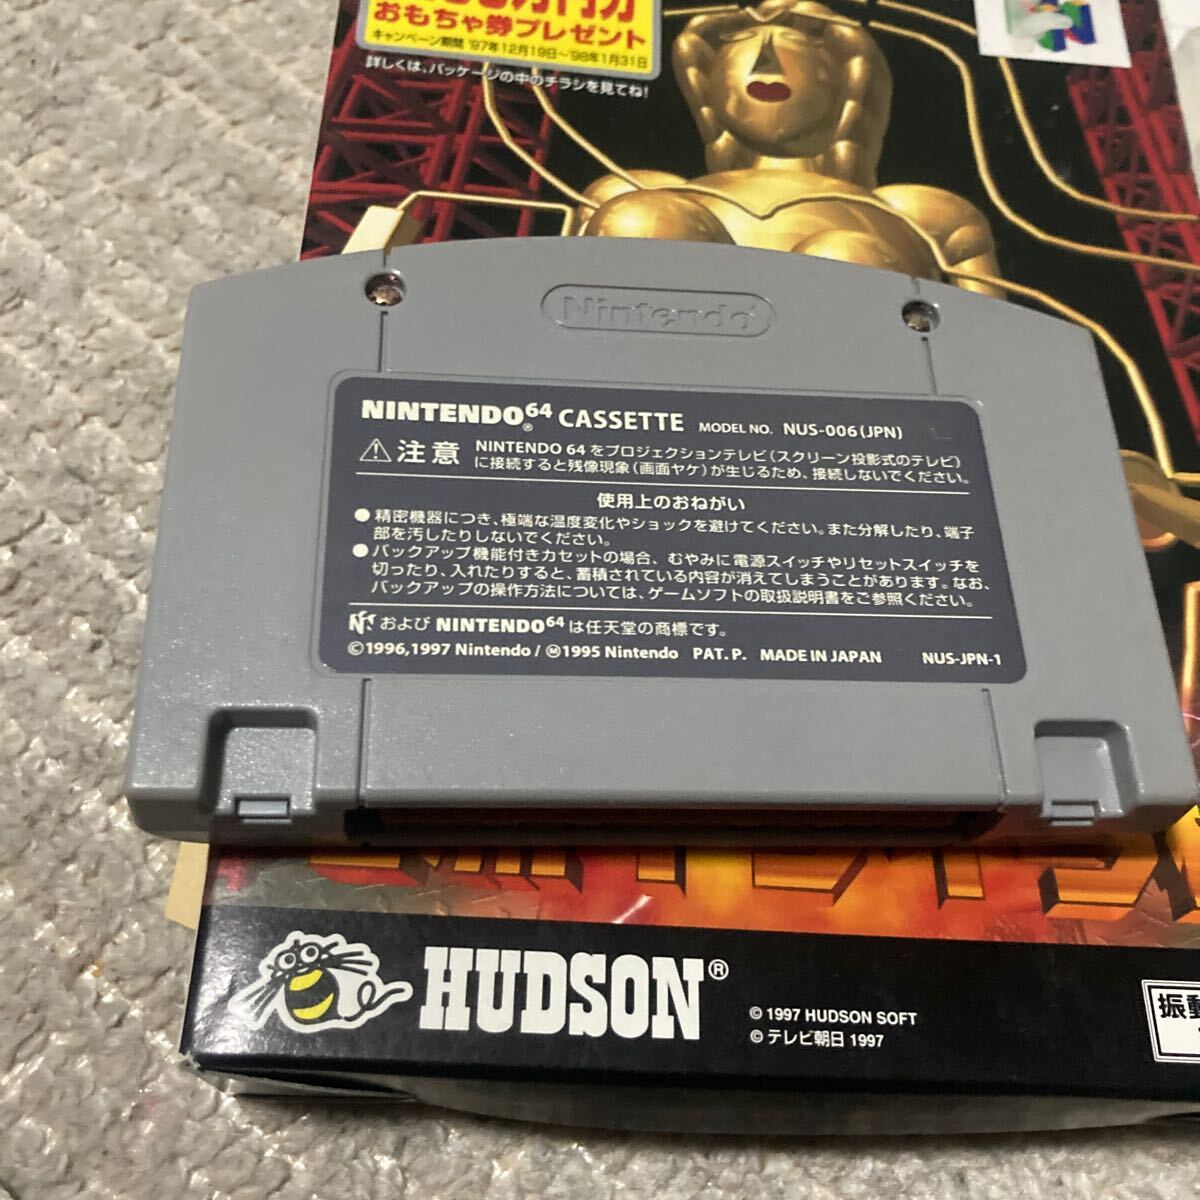 おもちゃ券プレゼント
キャンペーン期間 '97年12月19日～'98年1月31日
詳しくは、パッケージの中のチラシを見てね!
Nintendo
NINTENDO64 CASSETTE MODEL NO. NUS-006(JPN)
注意 NINTENDO 64 をプロジェクションテレビ(スクリーン投影式のテレビ)
に接続すると残像現象(画面ヤケ)が生じるため、接続しないでください。
使用上のおねがい
●精密機器につき、極端な温度変化やショックを避けてください。また分解したり、端子
部を汚したりしないでください。
●バックアップ機能付きカセットの場合、むやみに電源スイッチやリセットスイッチを
切ったり、入れたりすると、蓄積されている内容が消えてしまうことがあります。なお、
バックアップの操作方法については、ゲームソフトの取扱説明書をご参照ください。
および NINTENDO64 は任天堂の商標です。
©1996,1997 Nintendo / Ⓜ1995 Nintendo PAT. P. MADE IN JAPAN NUS-JPN-1
HUDSON®
© 1997 HUDSON SOFT
© テレビ朝日 1997
振動